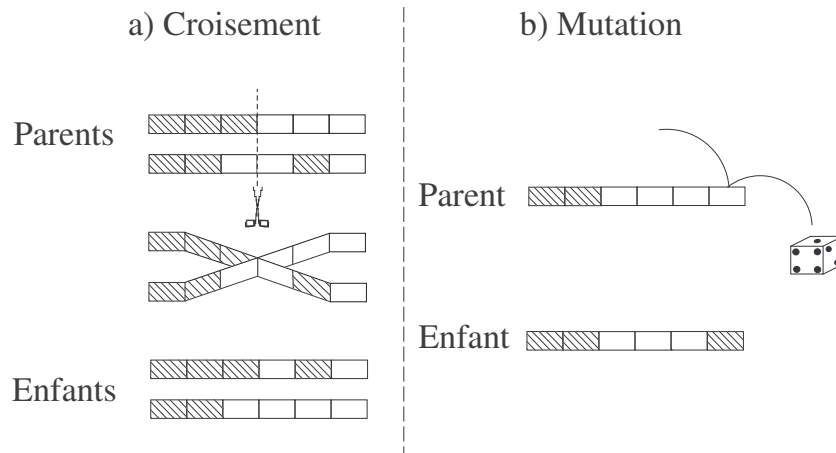 a) Croisement
Parents
Enfants
b) Mutation
Parent
Enfant